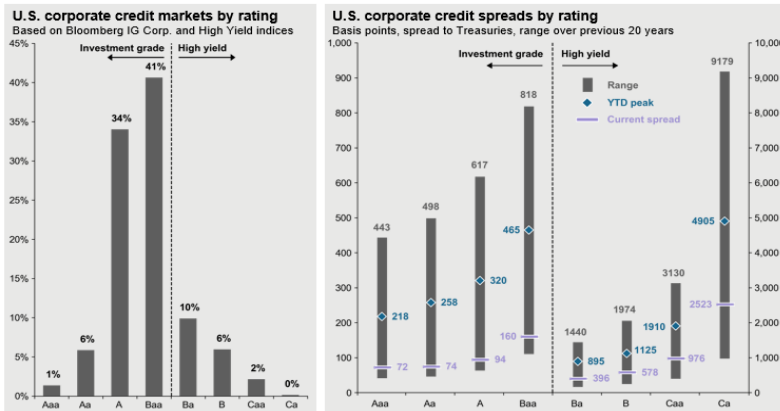 U.S. corporate credit markets by rating
Based on Bloomberg IG Corp. and High Yield indices
45%
40%
35%
30%
25%
20%
15%
10%
5%
0%
Investment grade
High yield
1%
6%
34%
41%
10%
6%
2%
0%
Aaa
Aa
A
Baa
Ba
B
Caa
Ca
U.S. corporate credit spreads by rating
Basis points, spread to Treasuries, range over previous 20 years
1,000
900
800
700
600
500
400
300
200
100
0
Investment grade
High yield
Range
YTD peak
Current spread
443
218
72
498
258
74
617
320
94
818
465
160
1440
895
396
1974
1125
578
3130
1910
976
9179
4905
2523
Aaa
Aa
A
Baa
Ba
B
Caa
Ca
10,000
9,000
8,000
7,000
6,000
5,000
4,000
3,000
2,000
1,000
0